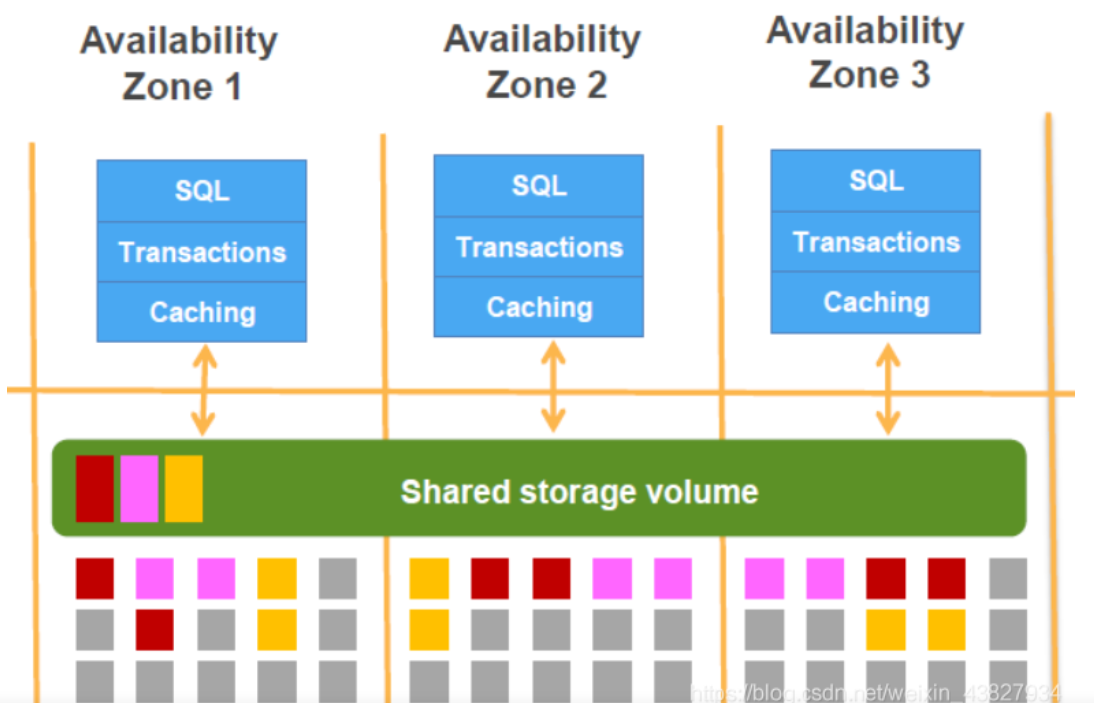 Availability
Zone 1
Availability
Zone 2
Availability
Zone 3
SQL
Transactions
Caching
SQL
Transactions
Caching
SQL
Transactions
Caching
Shared storage volume
https://blog.csdn.net/weixin_43827934